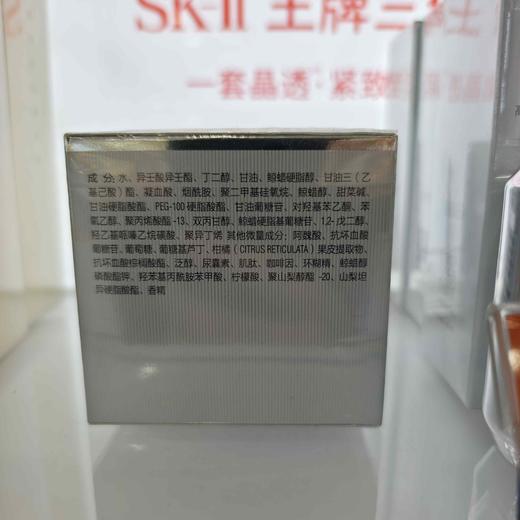 SK-II 王牌三
一套晶透·紧致
成 分: 水、异壬酸异壬酯、丁二醇、甘油、鲸蜡硬脂醇、甘油三（乙
基己酸）酯、凝血酸、烟酰胺、聚二甲基硅氧烷、鲸蜡醇、甜菜碱、
甘油硬脂酸酯、PEG-100 硬脂酸酯、甘油葡糖苷、对羟基苯乙酮、苯
氧乙醇、聚丙烯酸酯-13、双丙甘醇、鲸蜡硬脂基葡糖苷、1,2-戊二醇、
羟乙基哌嗪乙烷磺酸、聚异丁烯 其他微量成分：阿魏酸、抗坏血酸
葡糖苷、葡萄糖、葡糖基芦丁、柑橘（CITRUS RETICULATA）果皮提取物、
抗坏血酸棕榈酸酯、泛醇、尿囊素、肌肽、咖啡因、环糊精、鲸蜡醇
磷酸酯钾、羟苯基丙酰胺苯甲酸、柠檬酸、聚山梨醇酯 -20、山梨坦
异硬脂酸酯、香精